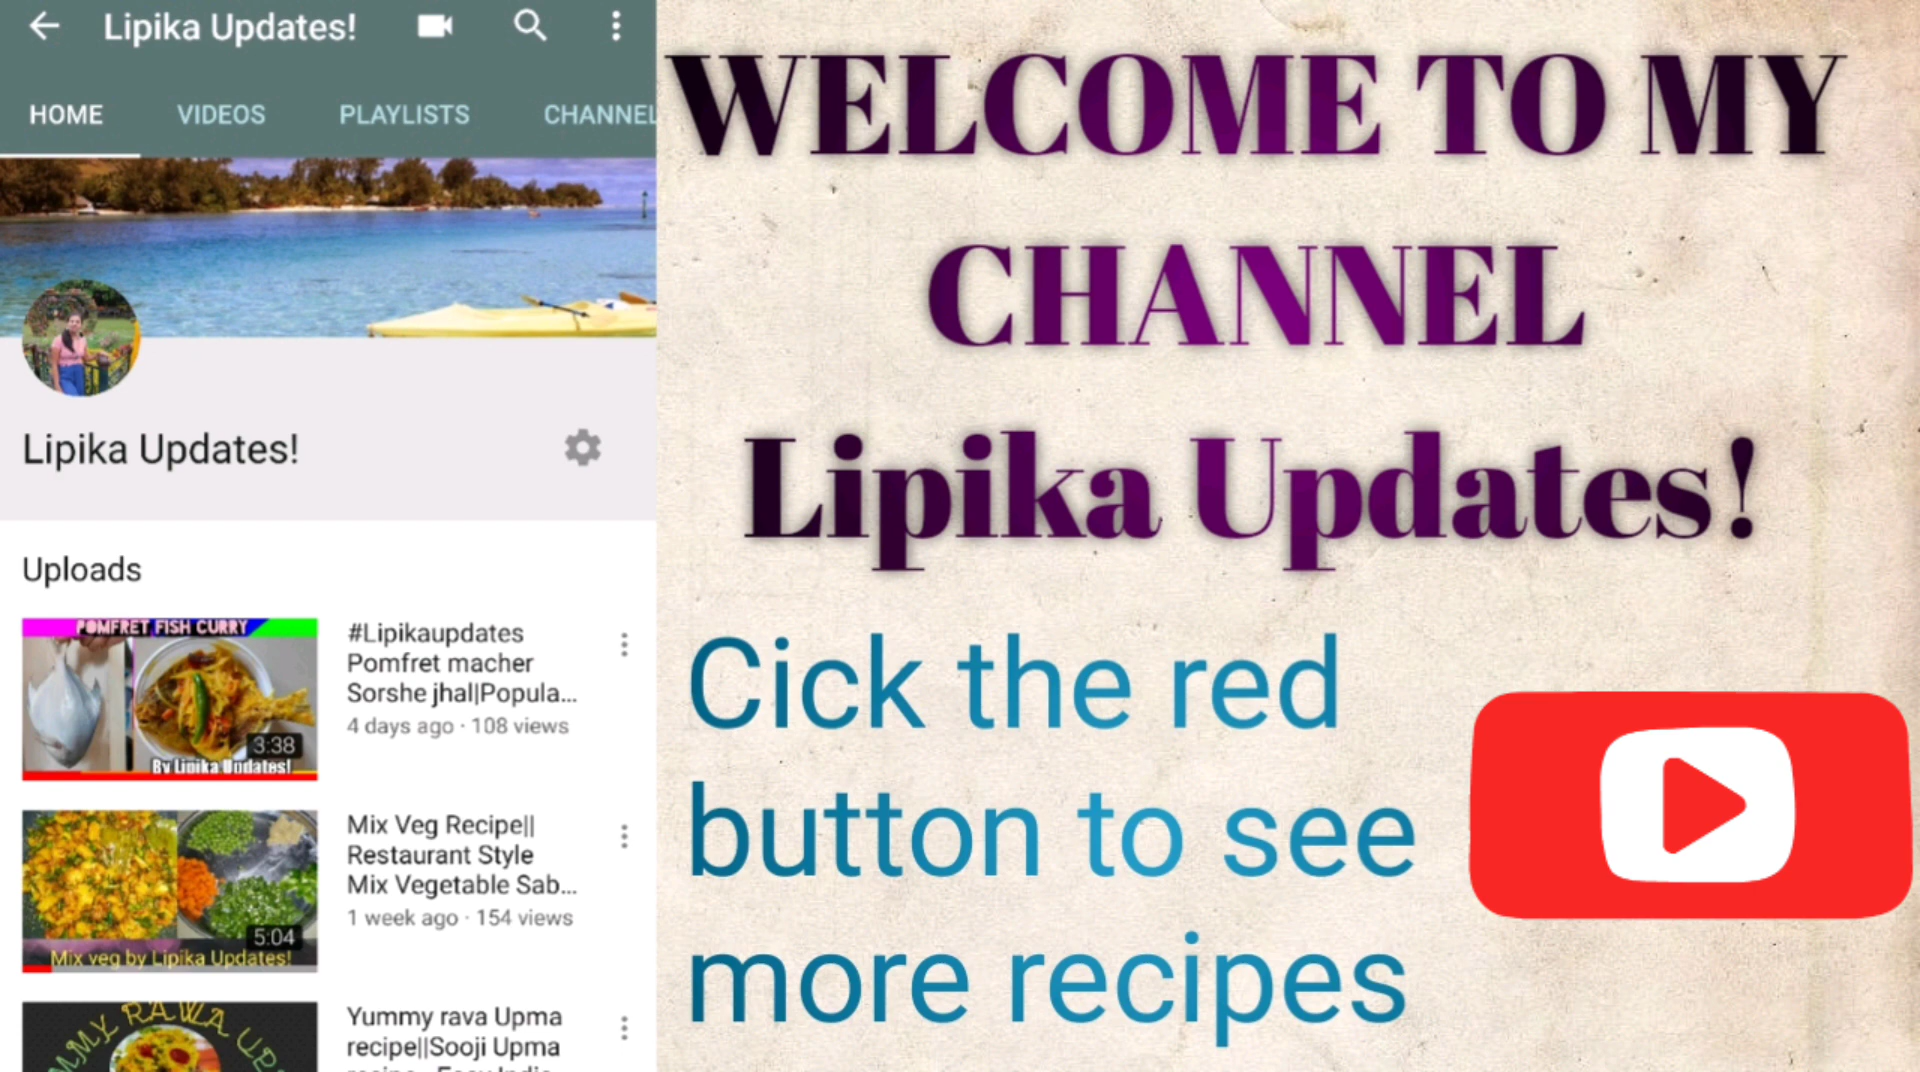 Lipika Updates!
HOME VIDEOS PLAYLISTS CHANNEL
Lipika Updates!
Uploads
POMFRET FISH CURRY
3:38
By Lipika Updates!
#Lipikaupdates
Pomfret macher
Sorshe jhal|Popula...
4 days ago · 108 views
5:04
Mix veg by Lipika Updates!
Mix Veg Recipe||
Restaurant Style
Mix Vegetable Sab...
1 week ago · 154 views
RAWA
Yummy rava Upma
recipe||Sooji Upma
WELCOME TO MY
CHANNEL
Lipika Updates!
Cick the red
button to see
more recipes